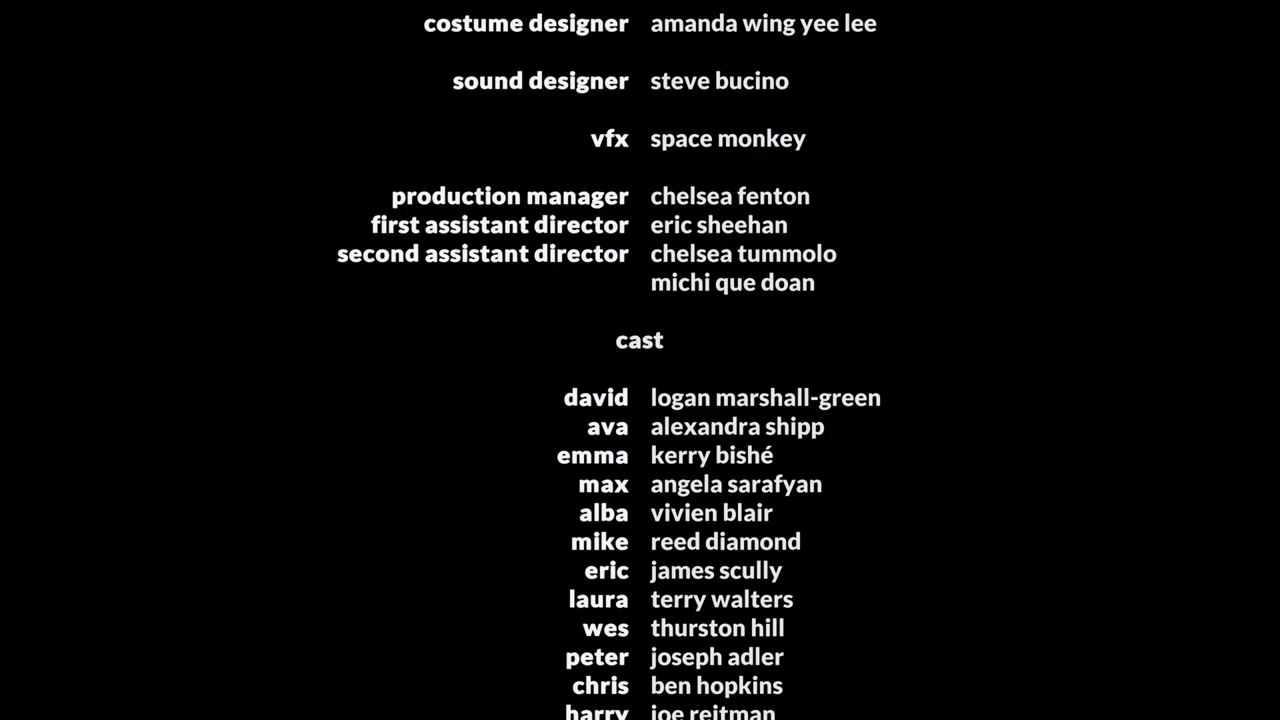 costume designer amanda wing yee lee
sound designer steve bucino
vfx space monkey
production manager chelsea fenton
first assistant director eric sheehan
second assistant director chelsea tummolo
michi que doan
cast
david logan marshall-green
ava alexandra shipp
emma kerry bishé
max angela sarafyan
alba vivien blair
mike reed diamond
eric james scully
laura terry walters
wes thurston hill
peter joseph adler
chris ben hopkins
harry joe reitman